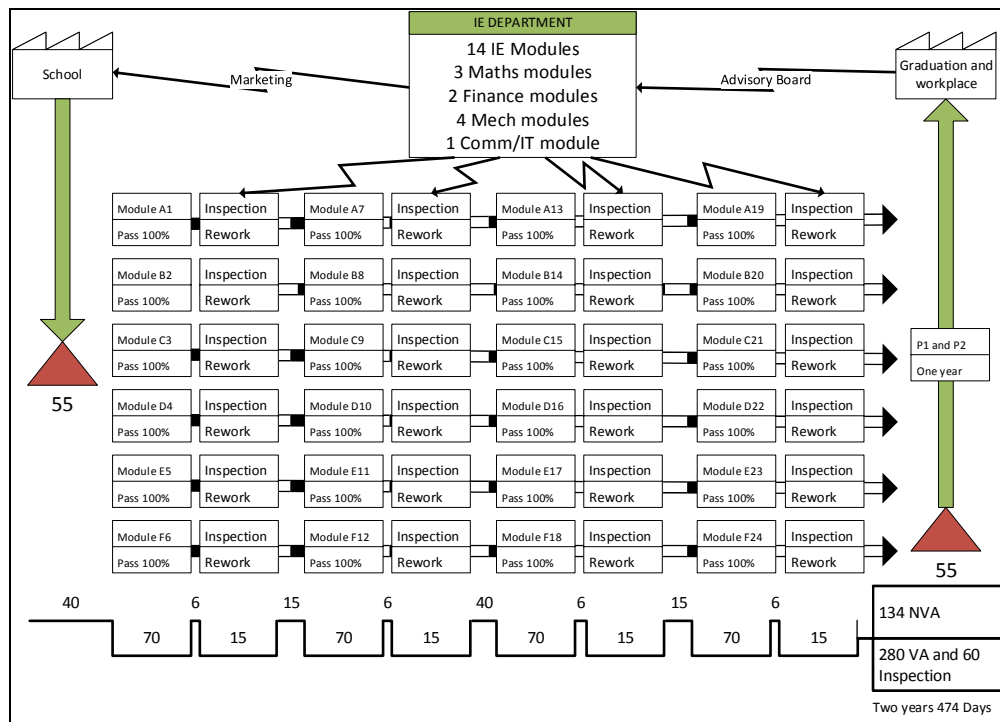 IE DEPARTMENT
14 IE Modules
3 Maths modules
2 Finance modules
4 Mech modules
1 Comm/IT module
School
Marketing
Advisory Board
Graduation and
workplace
Module A1
Pass 100%
Inspection
Rework
Module A7
Pass 100%
Inspection
Rework
Module A13
Pass 100%
Inspection
Rework
Module A19
Pass 100%
Inspection
Rework
Module B2
Pass 100%
Inspection
Rework
Module B8
Pass 100%
Inspection
Rework
Module B14
Pass 100%
Inspection
Rework
Module B20
Pass 100%
Inspection
Rework
Module C3
Pass 100%
Inspection
Rework
Module C9
Pass 100%
Inspection
Rework
Module C15
Pass 100%
Inspection
Rework
Module C21
Pass 100%
Inspection
Rework
Module D4
Pass 100%
Inspection
Rework
Module D10
Pass 100%
Inspection
Rework
Module D16
Pass 100%
Inspection
Rework
Module D22
Pass 100%
Inspection
Rework
Module E5
Pass 100%
Inspection
Rework
Module E11
Pass 100%
Inspection
Rework
Module E17
Pass 100%
Inspection
Rework
Module E23
Pass 100%
Inspection
Rework
Module F6
Pass 100%
Inspection
Rework
Module F12
Pass 100%
Inspection
Rework
Module F18
Pass 100%
Inspection
Rework
Module F24
Pass 100%
Inspection
Rework
55
P1 and P2
One year
55
40 6 15 6 40 6 15 6
70 15 70 15 70 15 70 15
134 NVA
280 VA and 60
Inspection
Two years 474 Days